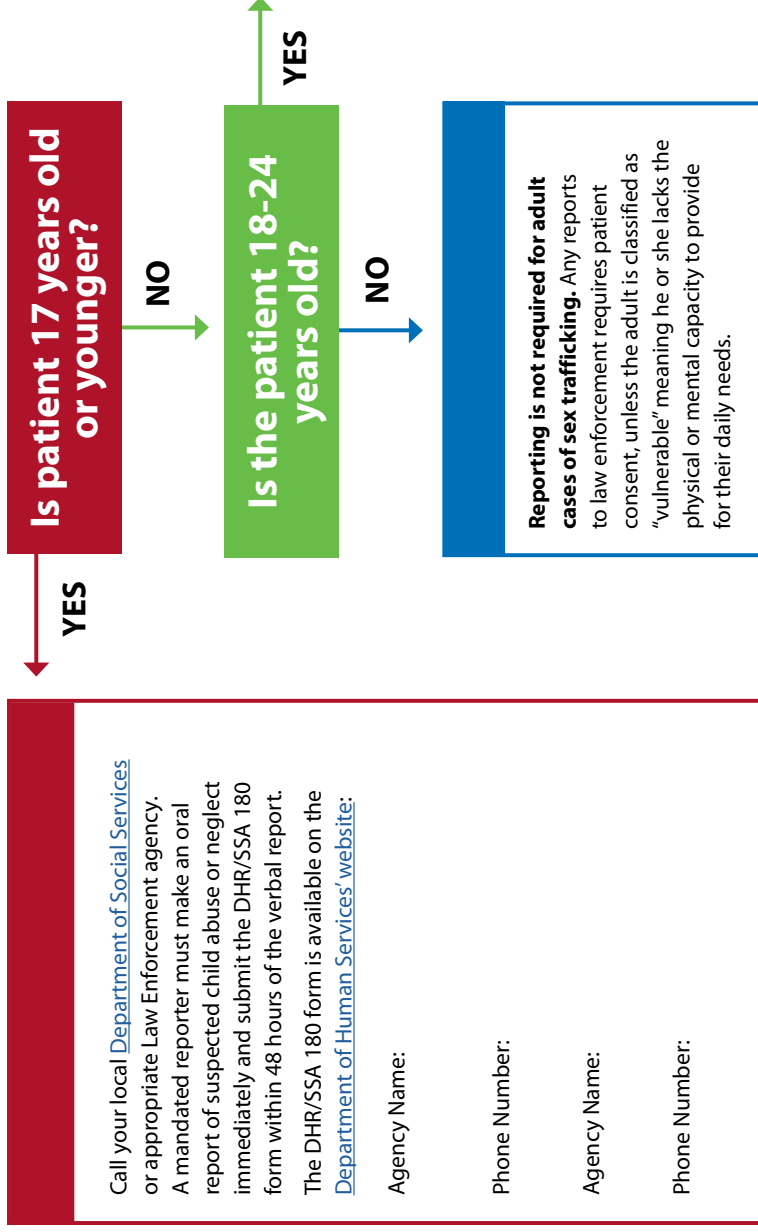 Is patient 17 years old
or younger?
YES
NO
Call your local Department of Social Services
or appropriate Law Enforcement agency.
A mandated reporter must make an oral
report of suspected child abuse or neglect
immediately and submit the DHR/SSA 180
form within 48 hours of the verbal report.
The DHR/SSA 180 form is available on the
Department of Human Services’ website:
Agency Name:
Phone Number:
Agency Name:
Phone Number:
Is the patient 18-24
years old?
YES
NO
Reporting is not required for adult
cases of sex trafficking. Any reports
to law enforcement requires patient
consent, unless the adult is classified as
“vulnerable” meaning he or she lacks the
physical or mental capacity to provide
for their daily needs.